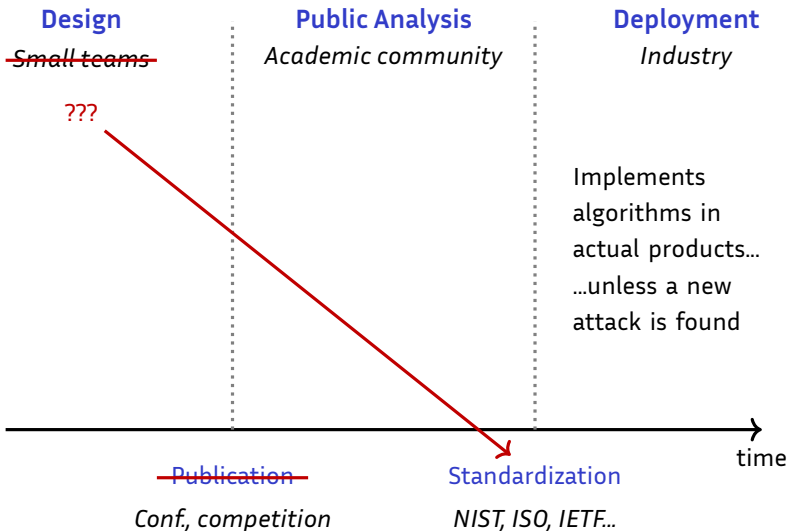 Design
Public Analysis
Deployment
Small teams
Academic community
Industry
???
Implements
algorithms in
actual products...
...unless a new
attack is found
time
Publication
Standardization
Conf., competition
NIST, ISO, IETF...